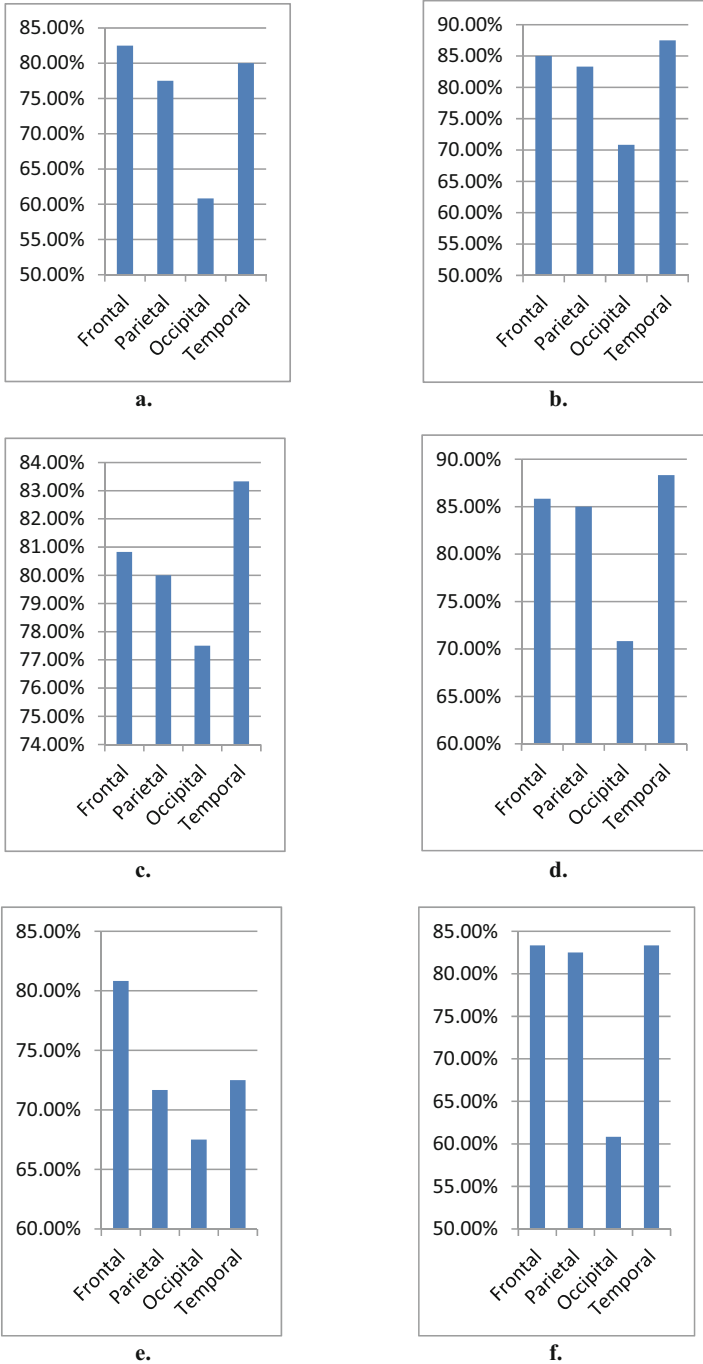 85.00%
80.00%
75.00%
70.00%
65.00%
60.00%
55.00%
50.00%
Frontal
Parietal
Occipital
Temporal
a.
90.00%
85.00%
80.00%
75.00%
70.00%
65.00%
60.00%
55.00%
50.00%
Frontal
Parietal
Occipital
Temporal
b.
84.00%
83.00%
82.00%
81.00%
80.00%
79.00%
78.00%
77.00%
76.00%
75.00%
74.00%
Frontal
Parietal
Occipital
Temporal
c.
90.00%
85.00%
80.00%
75.00%
70.00%
65.00%
60.00%
Frontal
Parietal
Occipital
Temporal
d.
85.00%
80.00%
75.00%
70.00%
65.00%
60.00%
Frontal
Parietal
Occipital
Temporal
e.
85.00%
80.00%
75.00%
70.00%
65.00%
60.00%
55.00%
50.00%
Frontal
Parietal
Occipital
Temporal
f.